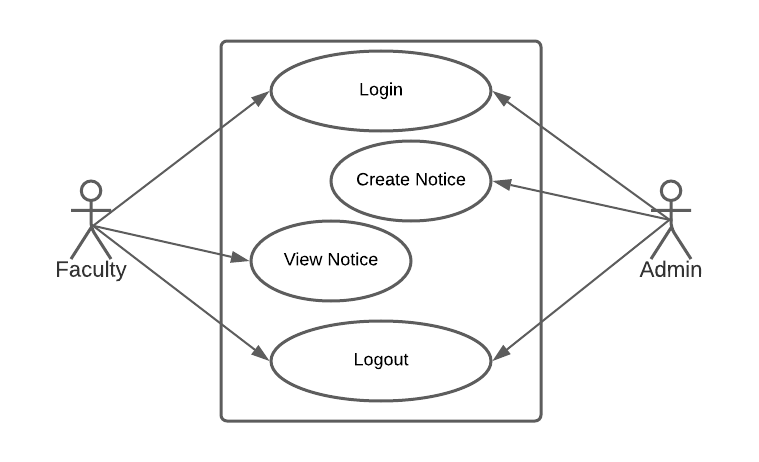 Login
Create Notice
View Notice
Logout
Faculty
Admin